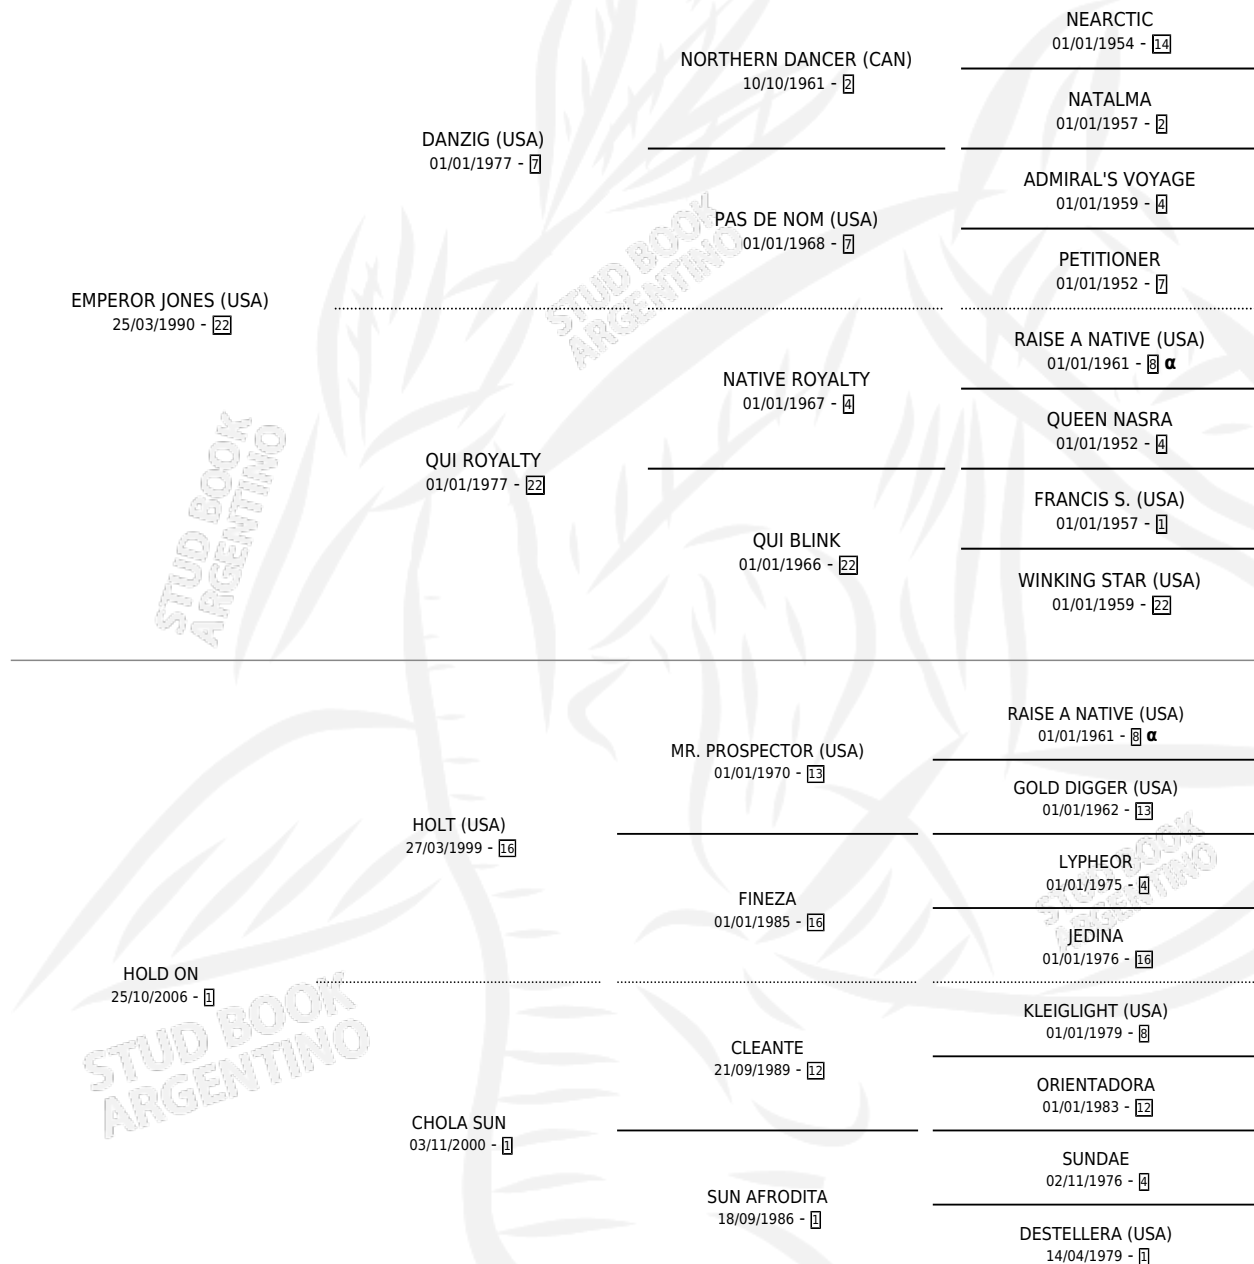 NEARCTIC
01/01/1954 - 14
NORTHERN DANCER (CAN)
10/10/1961 - 2
NATALMA
01/01/1957 - 2
DANZIG (USA)
01/01/1977 - 7
ADMIRAL'S VOYAGE
01/01/1959 - 4
PAS DE NOM (USA)
01/01/1968 - 7
PETITIONER
01/01/1952 - 7
EMPEROR JONES (USA)
25/03/1990 - 22
RAISE A NATIVE (USA)
01/01/1961 - 8 α
NATIVE ROYALTY
01/01/1967 - 4
QUEEN NASRA
01/01/1952 - 4
QUI ROYALTY
01/01/1977 - 22
FRANCIS S. (USA)
01/01/1957 - 1
QUI BLINK
01/01/1966 - 22
WINKING STAR (USA)
01/01/1959 - 22
RAISE A NATIVE (USA)
01/01/1961 - 8 α
MR. PROSPECTOR (USA)
01/01/1970 - 13
GOLD DIGGER (USA)
01/01/1962 - 13
HOLT (USA)
27/03/1999 - 16
LYPHEOR
01/01/1975 - 4
FINEZA
01/01/1985 - 16
JEDINA
01/01/1976 - 16
HOLD ON
25/10/2006 - 1
KLEIGLIGHT (USA)
01/01/1979 - 8
CLEANTE
21/09/1989 - 12
ORIENTADORA
01/01/1983 - 12
CHOLA SUN
03/11/2000 - 1
SUNDAE
02/11/1976 - 4
SUN AFRODITA
18/09/1986 - 1
DESTELLERA (USA)
14/04/1979 - 1
STUD BOOK
ARGENTINO
STUD BOOK
ARGENTINO
STUD BOOK
ARGENTINO
STUD BOOK
ARGENTINO